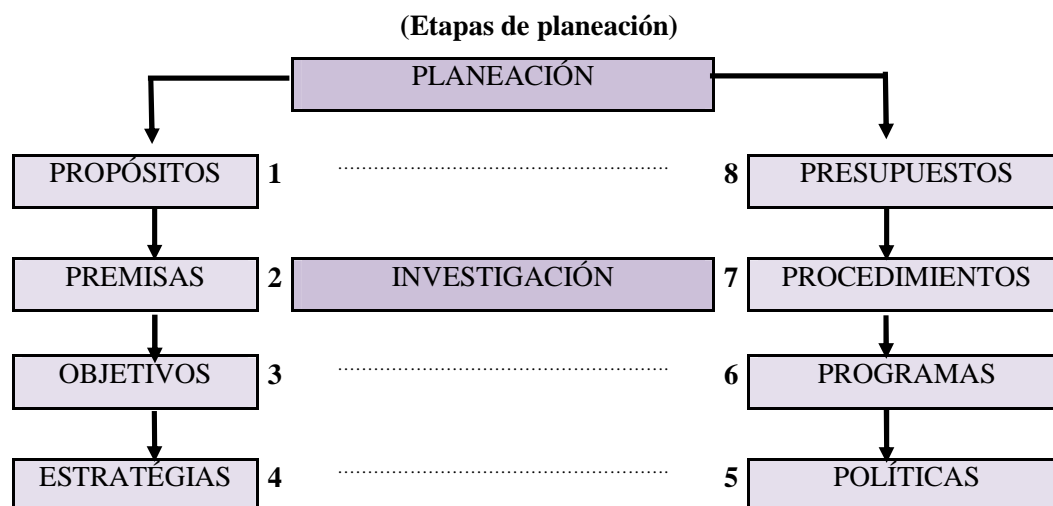 (Etapas de planeación)
PLANEACIÓN
PROPÓSITOS 1 ........................................................ 8 PRESUPUESTOS
PREMISAS 2 INVESTIGACIÓN 7 PROCEDIMIENTOS
OBJETIVOS 3 ........................................................ 6 PROGRAMAS
ESTRATÉGIAS 4 ........................................................ 5 POLÍTICAS